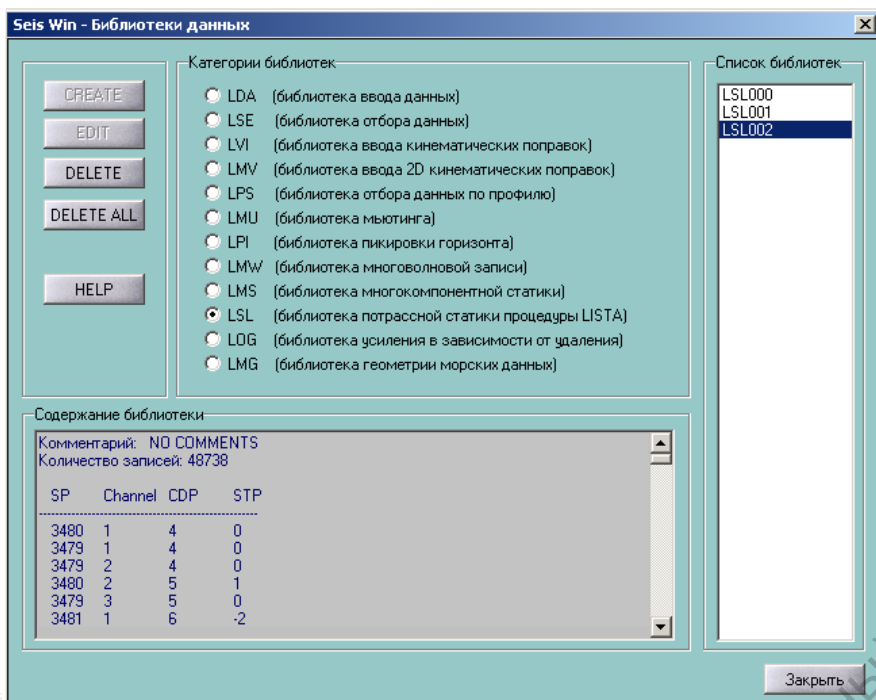 Seis Win - Библиотеки данных
CREATE
EDIT
DELETE
DELETE ALL
HELP
Категории библиотек
LDA (библиотека ввода данных)
LSE (библиотека отбора данных)
LVI (библиотека ввода кинематических поправок)
LMV (библиотека ввода 2D кинематических поправок)
LPS (библиотека отбора данных по профилю)
LMU (библиотека мьютинга)
LPI (библиотека пикировки горизонта)
LMW (библиотека многоволновой записи)
LMS (библиотека многокомпонентной статики)
LSL (библиотека потрассной статики процедуры LISTA)
LOG (библиотека усиления в зависимости от удаления)
LMG (библиотека геометрии морских данных)
Список библиотек
LSL000
LSL001
LSL002
Содержание библиотеки
Комментарий: NO COMMENTS
Количество записей: 48738
SP Channel CDP STP
3480 1 4 0
3479 1 4 0
3479 2 4 0
3480 2 5 1
3479 3 5 0
3481 1 6 -2
Закрыть